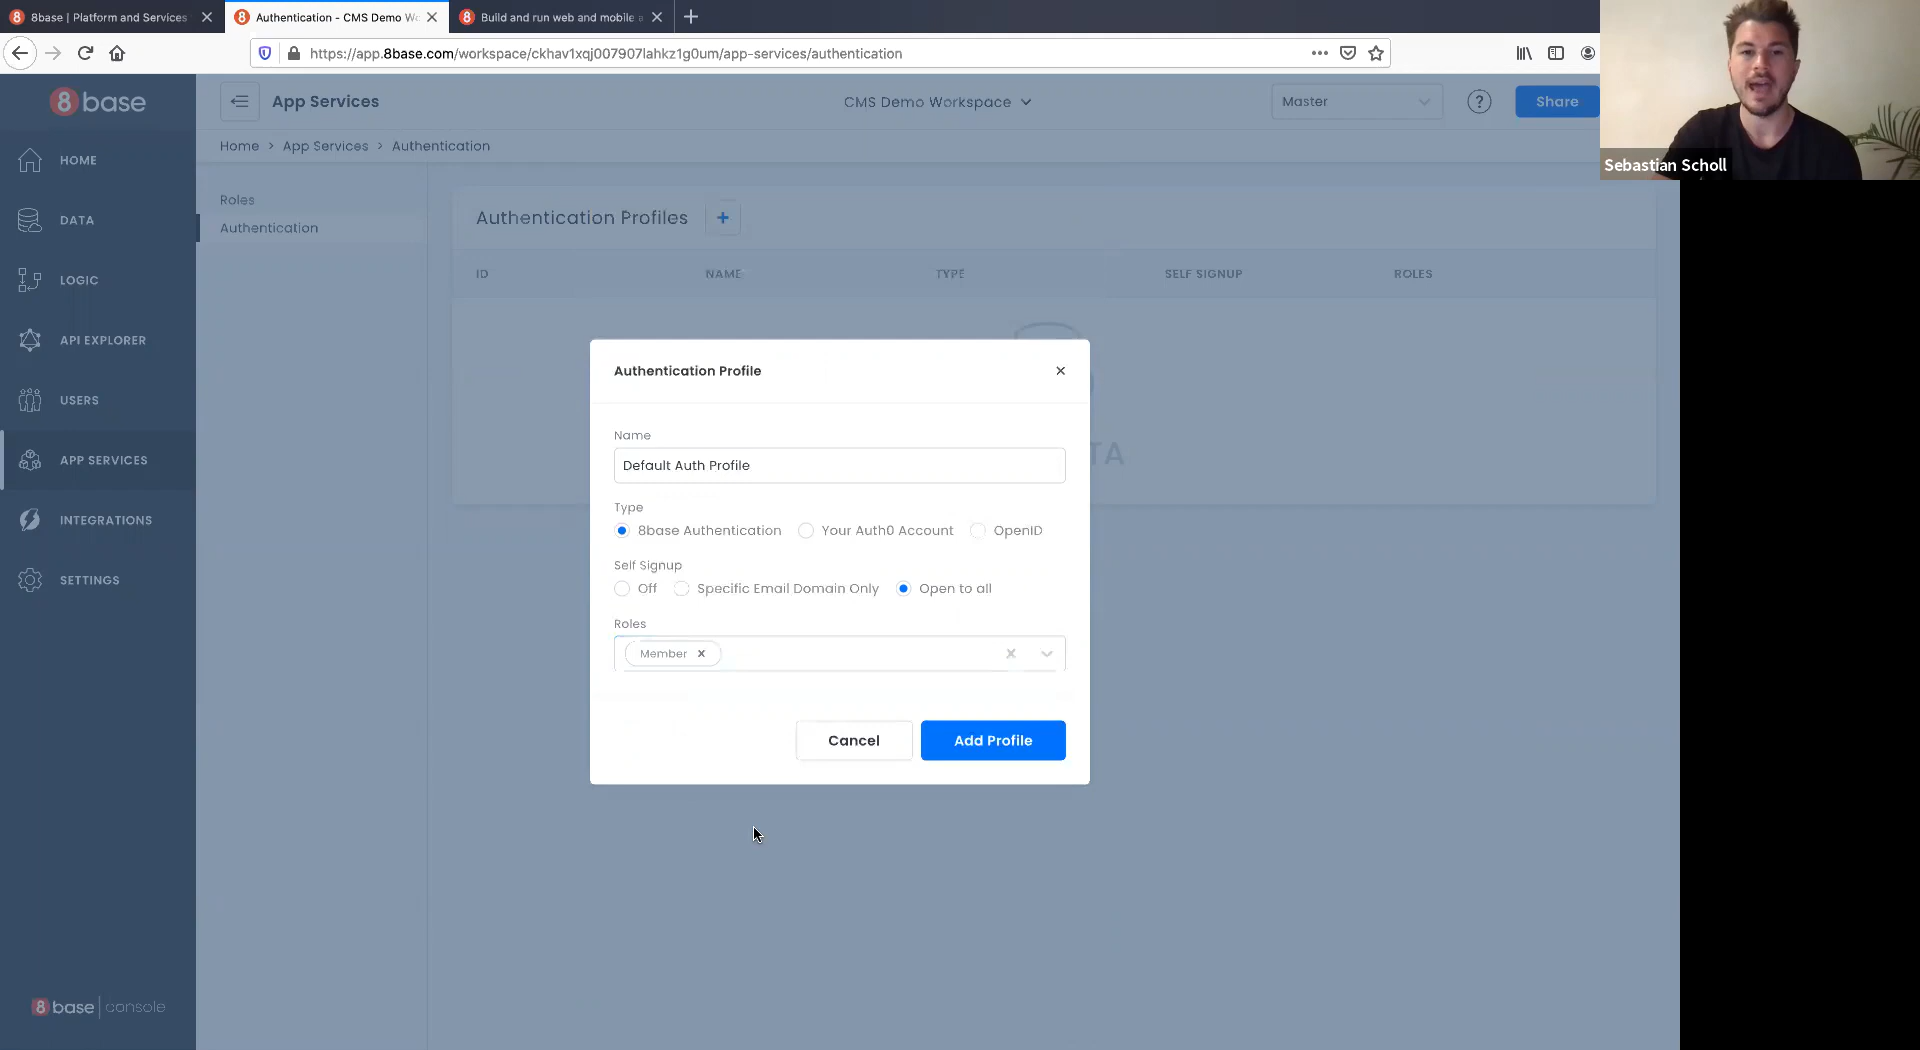 8base | Platform and Services
Authentication - CMS Demo Wo
Build and run web and mobile a
https://app.8base.com/workspace/ckhav1xqj007907lahkz1g0um/app-services/authentication
8base
App Services
CMS Demo Workspace
Master
?
Share
Sebastian Scholl
Home > App Services > Authentication
HOME
DATA
LOGIC
API EXPLORER
USERS
APP SERVICES
INTEGRATIONS
SETTINGS
8base | console
Roles
Authentication
Authentication Profiles +
ID NAME TYPE SELF SIGNUP ROLES
TA
Authentication Profile
Name
Default Auth Profile
Type
8base Authentication Your Auth0 Account OpenID
Self Signup
Off Specific Email Domain Only Open to all
Roles
Member
Cancel Add Profile